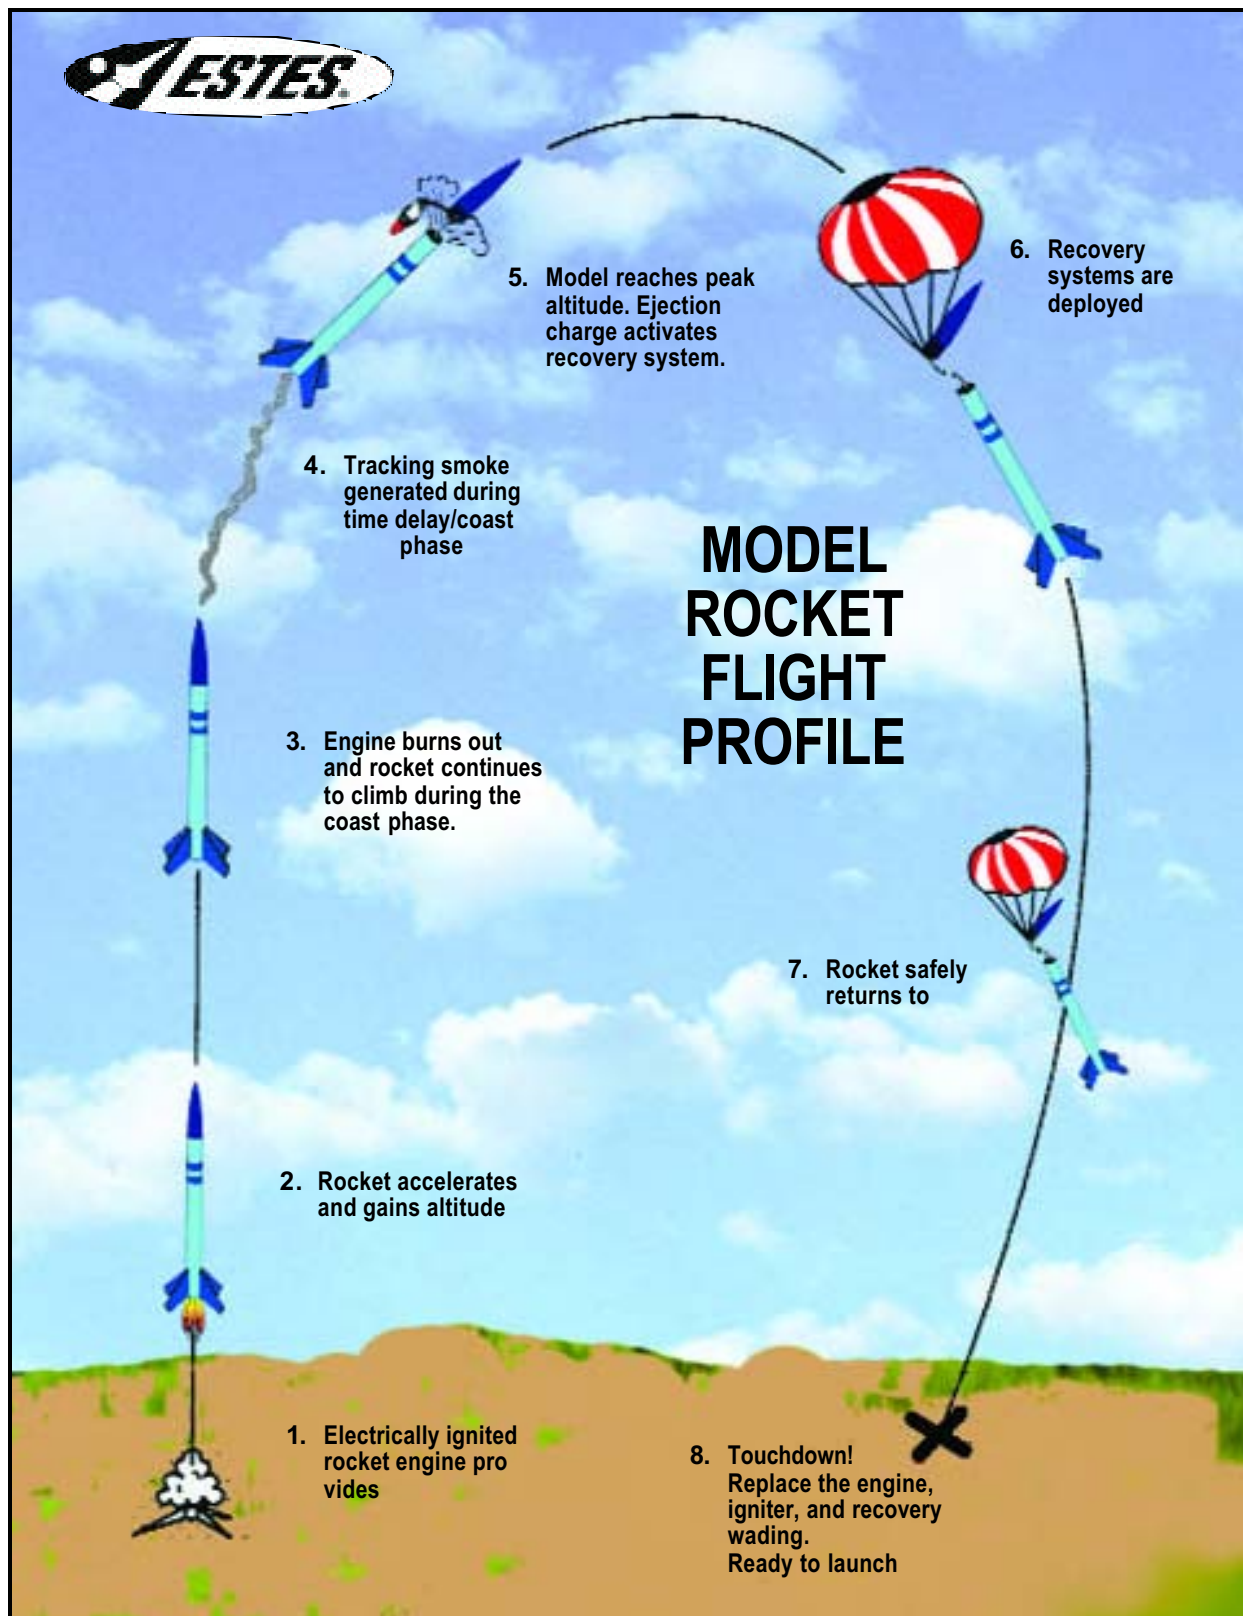 ESTES®
5. Model reaches peak
altitude. Ejection
charge activates
recovery system.
6. Recovery
systems are
deployed
4. Tracking smoke
generated during
time delay/coast
phase
MODEL
ROCKET
FLIGHT
PROFILE
3. Engine burns out
and rocket continues
to climb during the
coast phase.
7. Rocket safely
returns to
2. Rocket accelerates
and gains altitude
1. Electrically ignited
rocket engine pro
vides
8. Touchdown!
Replace the engine,
igniter, and recovery
wading.
Ready to launch